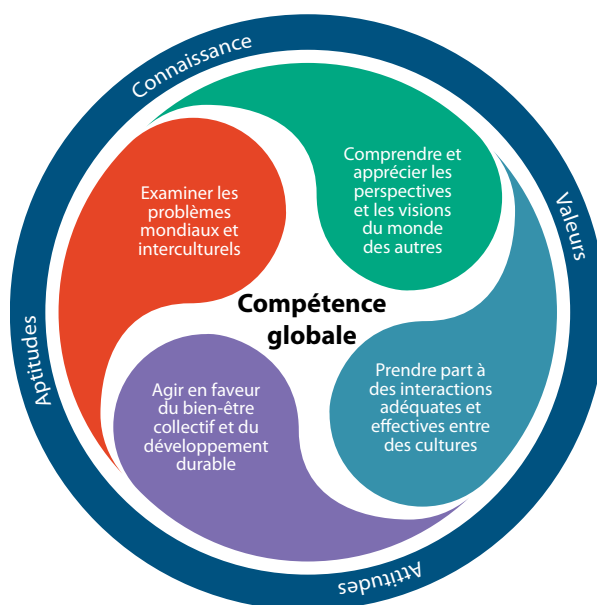 Connaissance
Comprendre et
apprécier les
perspectives
et les visions
du monde
des autres
Examiner les
problèmes
mondiaux et
interculturels
Valeurs
Compétence
globale
Aptitudes
Prendre part à
des interactions
adéquates et
effectives entre
des cultures
Agir en faveur
du bien-être
collectif et du
développement
durable
Attitudes